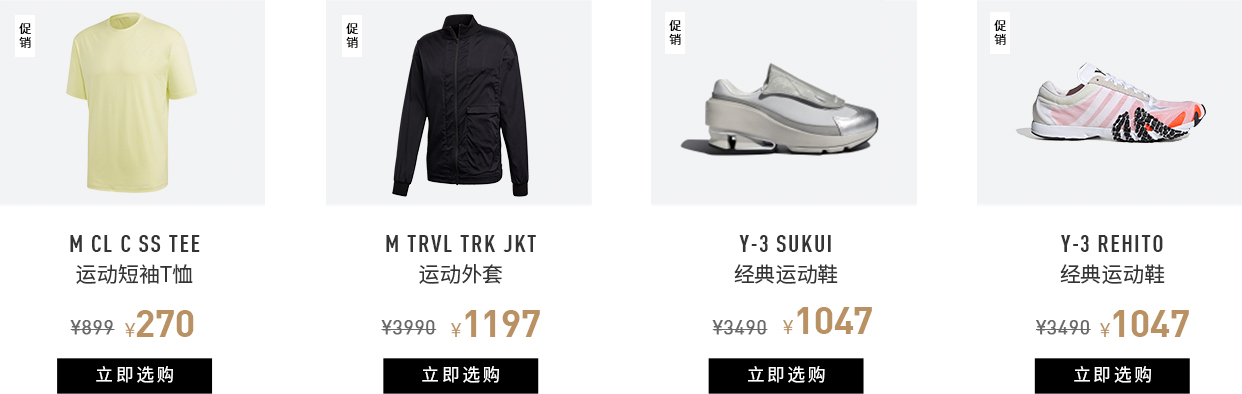 促
销
M CL C SS TEE
运动短袖T恤
¥899 ¥270
立即选购
促
销
M TRVL TRK JKT
运动外套
¥3990 ¥1197
立即选购
促
销
Y-3 SUKUI
经典运动鞋
¥3490 ¥1047
立即选购
促
销
Y-3 REHITO
经典运动鞋
¥3490 ¥1047
立即选购